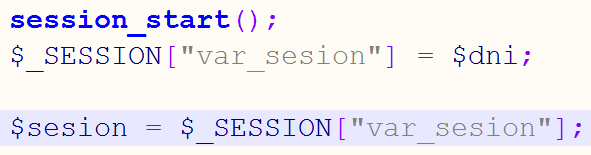 session_start();
$_SESSION["var_sesion"] = $dni;
$sesion = $_SESSION["var_sesion"];